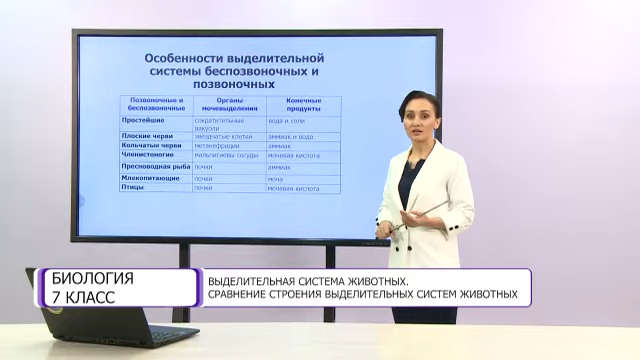 Особенности выделительной
системы беспозвоночных и
позвоночных
Позвоночные и беспозвоночные | Органы мочевыделения | Конечные продукты
Простейшие | сократительные вакуоли | вода и соли
Плоские черви | звездчатые клетки | аммиак и вода
Кольчатые черви | метанефридии | аммиак
Членистоногие | мальпигиевы сосуды | мочевая кислота
Пресноводная рыба | почки | аммиак
Млекопитающие | почки | моча
Птицы | почки | мочевая кислота
БИОЛОГИЯ
7 КЛАСС
ВЫДЕЛИТЕЛЬНАЯ СИСТЕМА ЖИВОТНЫХ.
СРАВНЕНИЕ СТРОЕНИЯ ВЫДЕЛИТЕЛЬНЫХ СИСТЕМ ЖИВОТНЫХ